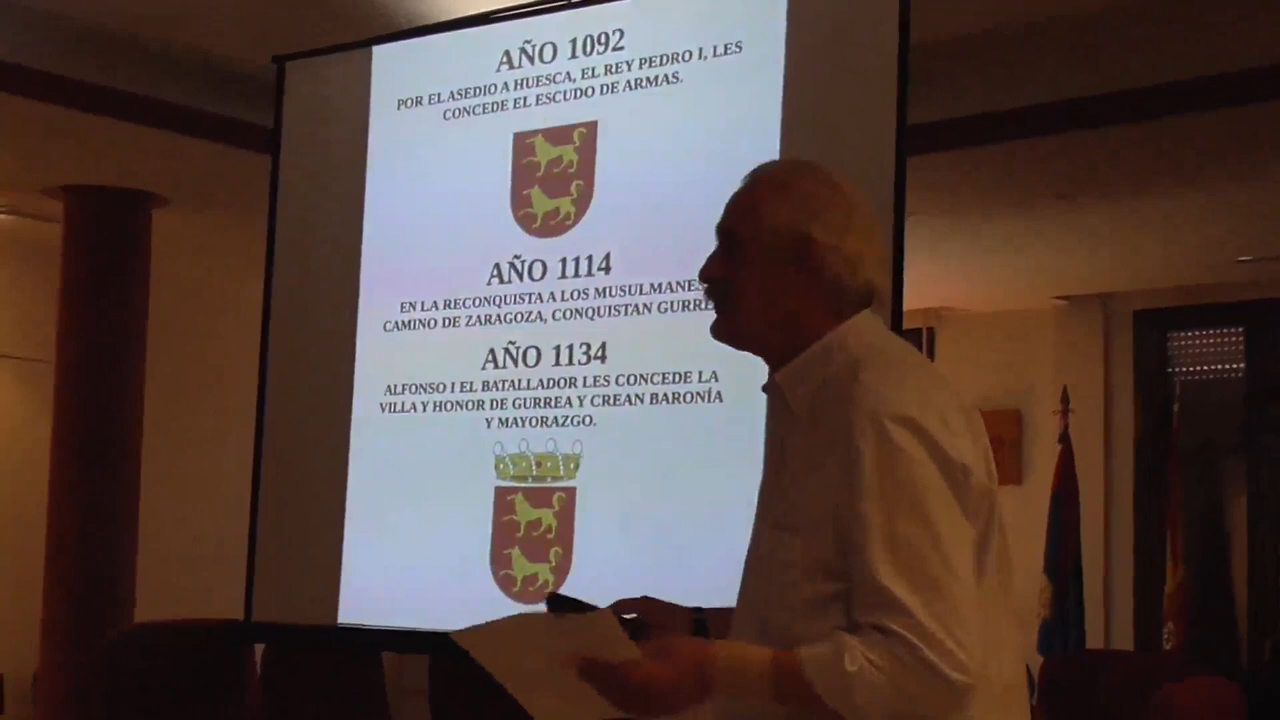 AÑO 1092
POR EL ASEDIO A HUESCA, EL REY PEDRO I, LES
CONCEDE EL ESCUDO DE ARMAS.
AÑO 1114
EN LA RECONQUISTA A LOS MUSULMANES
CAMINO DE ZARAGOZA, CONQUISTAN GURRE
AÑO 1134
ALFONSO I EL BATALLADOR LES CONCEDE LA
VILLA Y HONOR DE GURREA Y CREAN BARONÍA
Y MAYORAZGO.